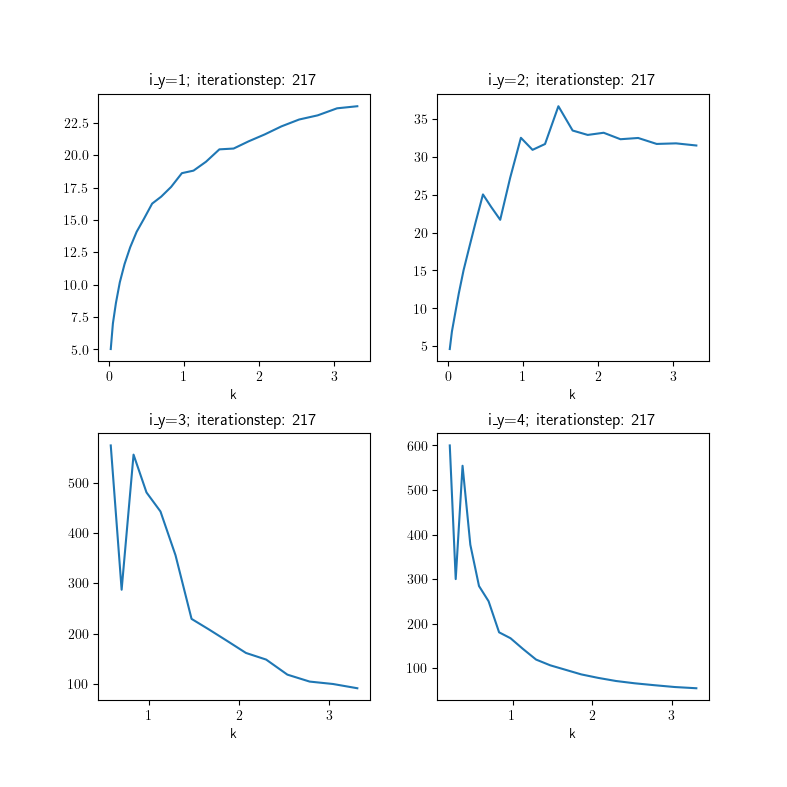 i_y=1; iterationstep: 217
i_y=2; iterationstep: 217
22.5
20.0
17.5
15.0
12.5
10.0
7.5
5.0
0 1 2 3
k
35
30
25
20
15
10
5
0 1 2 3
k
i_y=3; iterationstep: 217
i_y=4; iterationstep: 217
500
400
300
200
100
1 2 3
k
600
500
400
300
200
100
1 2 3
k